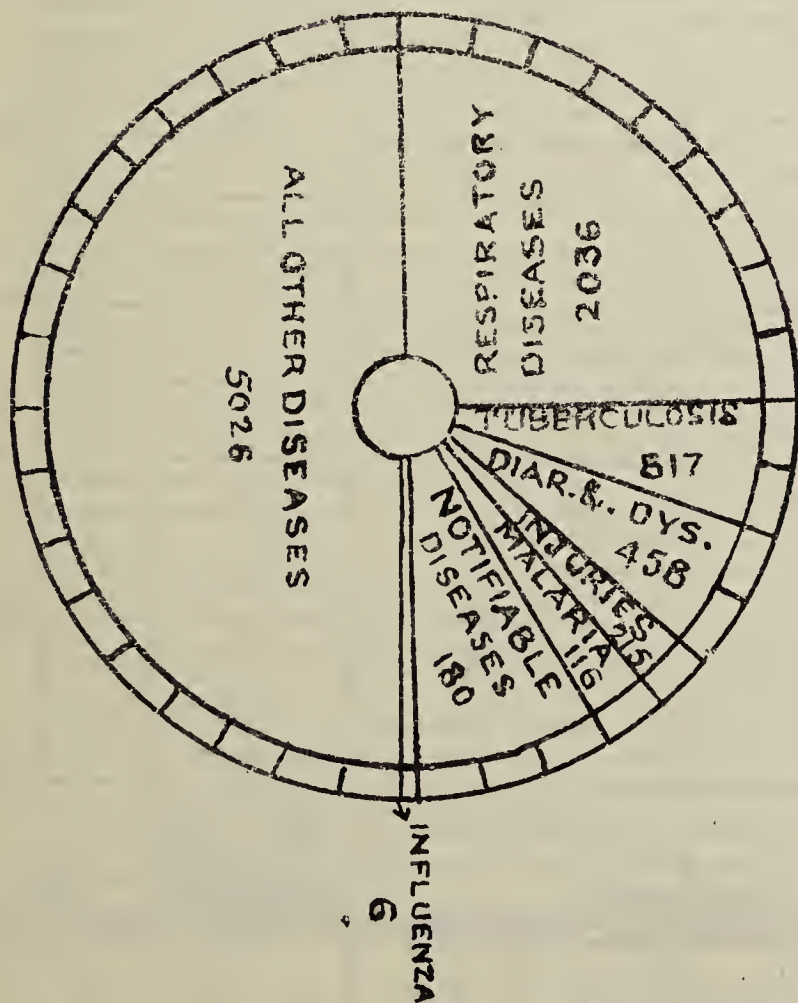 RESPIRATORY
DISEASES
2036
TUBERCULOSIS
817
DIAR. & . DYS.
458
INJURIES
215
MALARIA
116
NOTIFIABLE
DISEASES
180
INFLUENZA
6
ALL OTHER DISEASES
5026